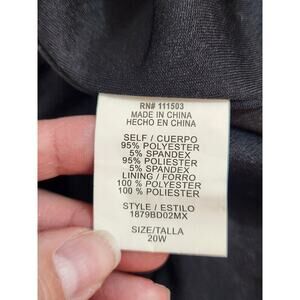 RN# 111503
MADE IN CHINA
HECHO EN CHINA
SELF / CUERPO
95% POLYESTER
5% SPANDEX
95% POLIESTER
5% SPANDEX
LINING / FORRO
100 % POLYESTER
100 % POLIESTER
STYLE / ESTILO
1879BD02MX
SIZE/TALLA
20W